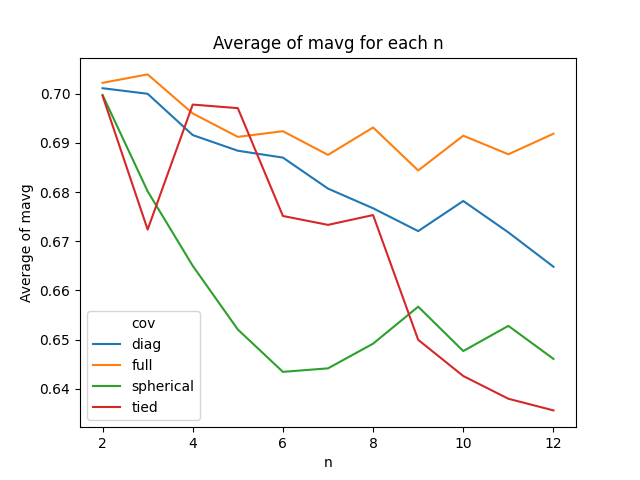 Average of mavg for each n
Average of mavg
0.70
0.69
0.68
0.67
0.66
0.65
0.64
cov
diag
full
spherical
tied
2
4
6
8
10
12
n